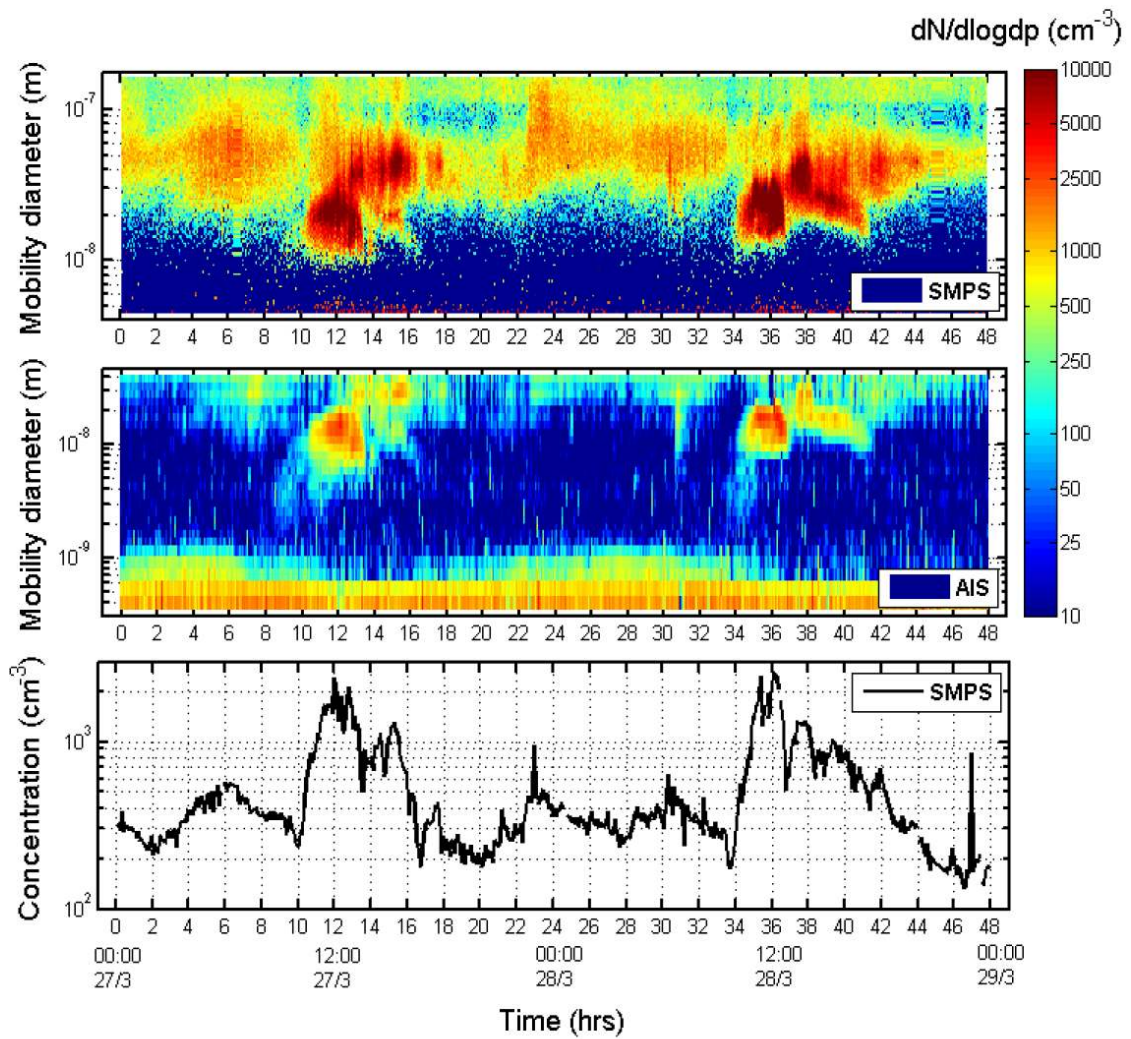 dN/dlogdp (cm-3)
Mobility diameter (m)
10-7
10-8
SMPS
0 2 4 6 8 10 12 14 16 18 20 22 24 26 28 30 32 34 36 38 40 42 44 46 48
10000
5000
2500
1000
500
250
100
50
25
10
Mobility diameter (m)
10-8
10-9
AIS
0 2 4 6 8 10 12 14 16 18 20 22 24 26 28 30 32 34 36 38 40 42 44 46 48
Concentration (cm-3)
103
102
SMPS
0 2 4 6 8 10 12 14 16 18 20 22 24 26 28 30 32 34 36 38 40 42 44 46 48
00:00 12:00 00:00 12:00 00:00
27/3 27/3 28/3 28/3 29/3
Time (hrs)